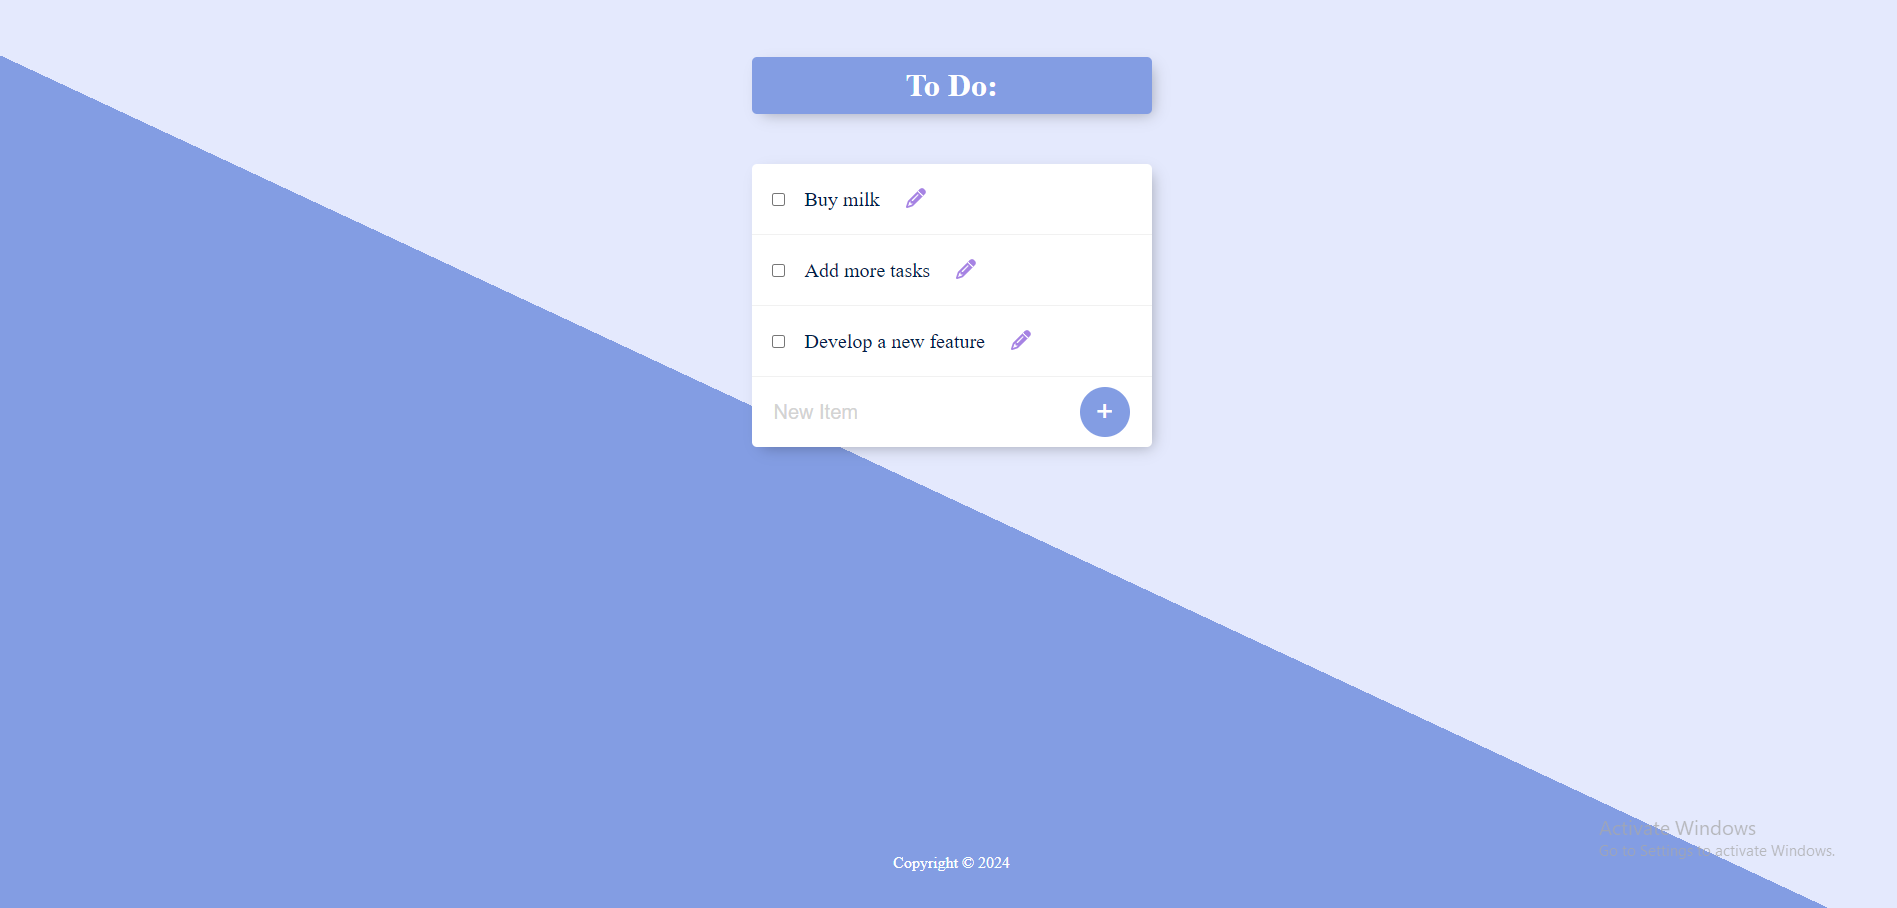 To Do:
Buy milk
Add more tasks
Develop a new feature
New Item
+
Activate Windows
Go to Settings to activate Windows.
Copyright © 2024